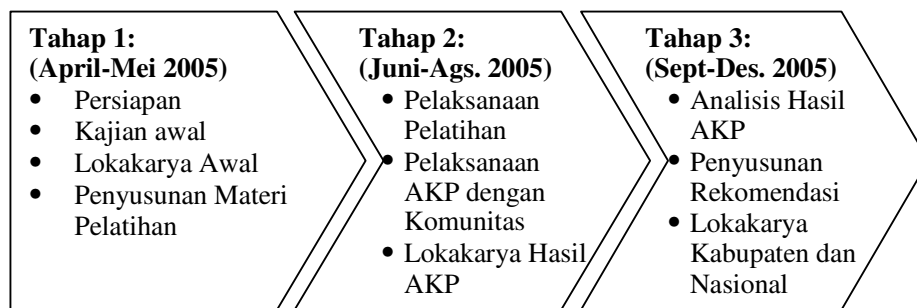 Tahap 1:
(April-Mei 2005)
• Persiapan
• Kajian awal
• Lokakarya Awal
• Penyusunan Materi
Pelatihan
Tahap 2:
(Juni-Ags. 2005)
• Pelaksanaan
Pelatihan
• Pelaksanaan
AKP dengan
Komunitas
• Lokakarya Hasil
AKP
Tahap 3:
(Sept-Des. 2005)
• Analisis Hasil
AKP
• Penyusunan
Rekomendasi
• Lokakarya
Kabupaten dan
Nasional